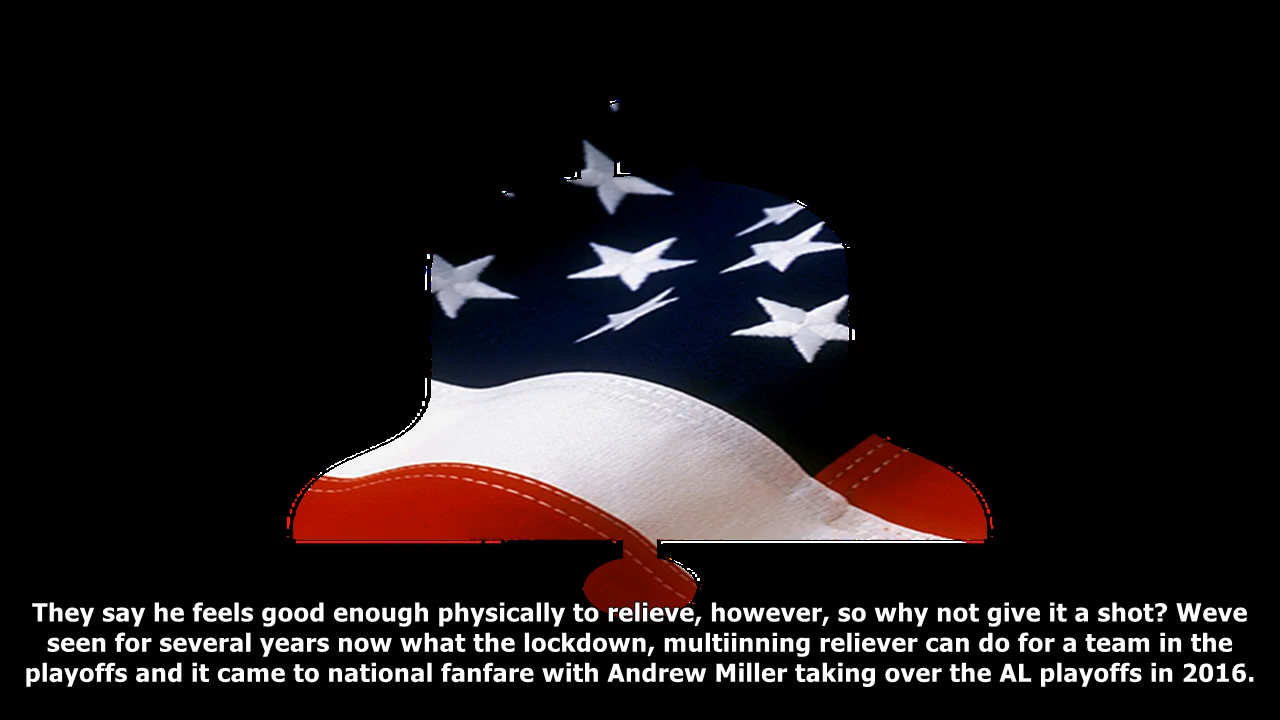 They say he feels good enough physically to relieve, however, so why not give it a shot? Weve
seen for several years now what the lockdown, multiinning reliever can do for a team in the
playoffs and it came to national fanfare with Andrew Miller taking over the AL playoffs in 2016.